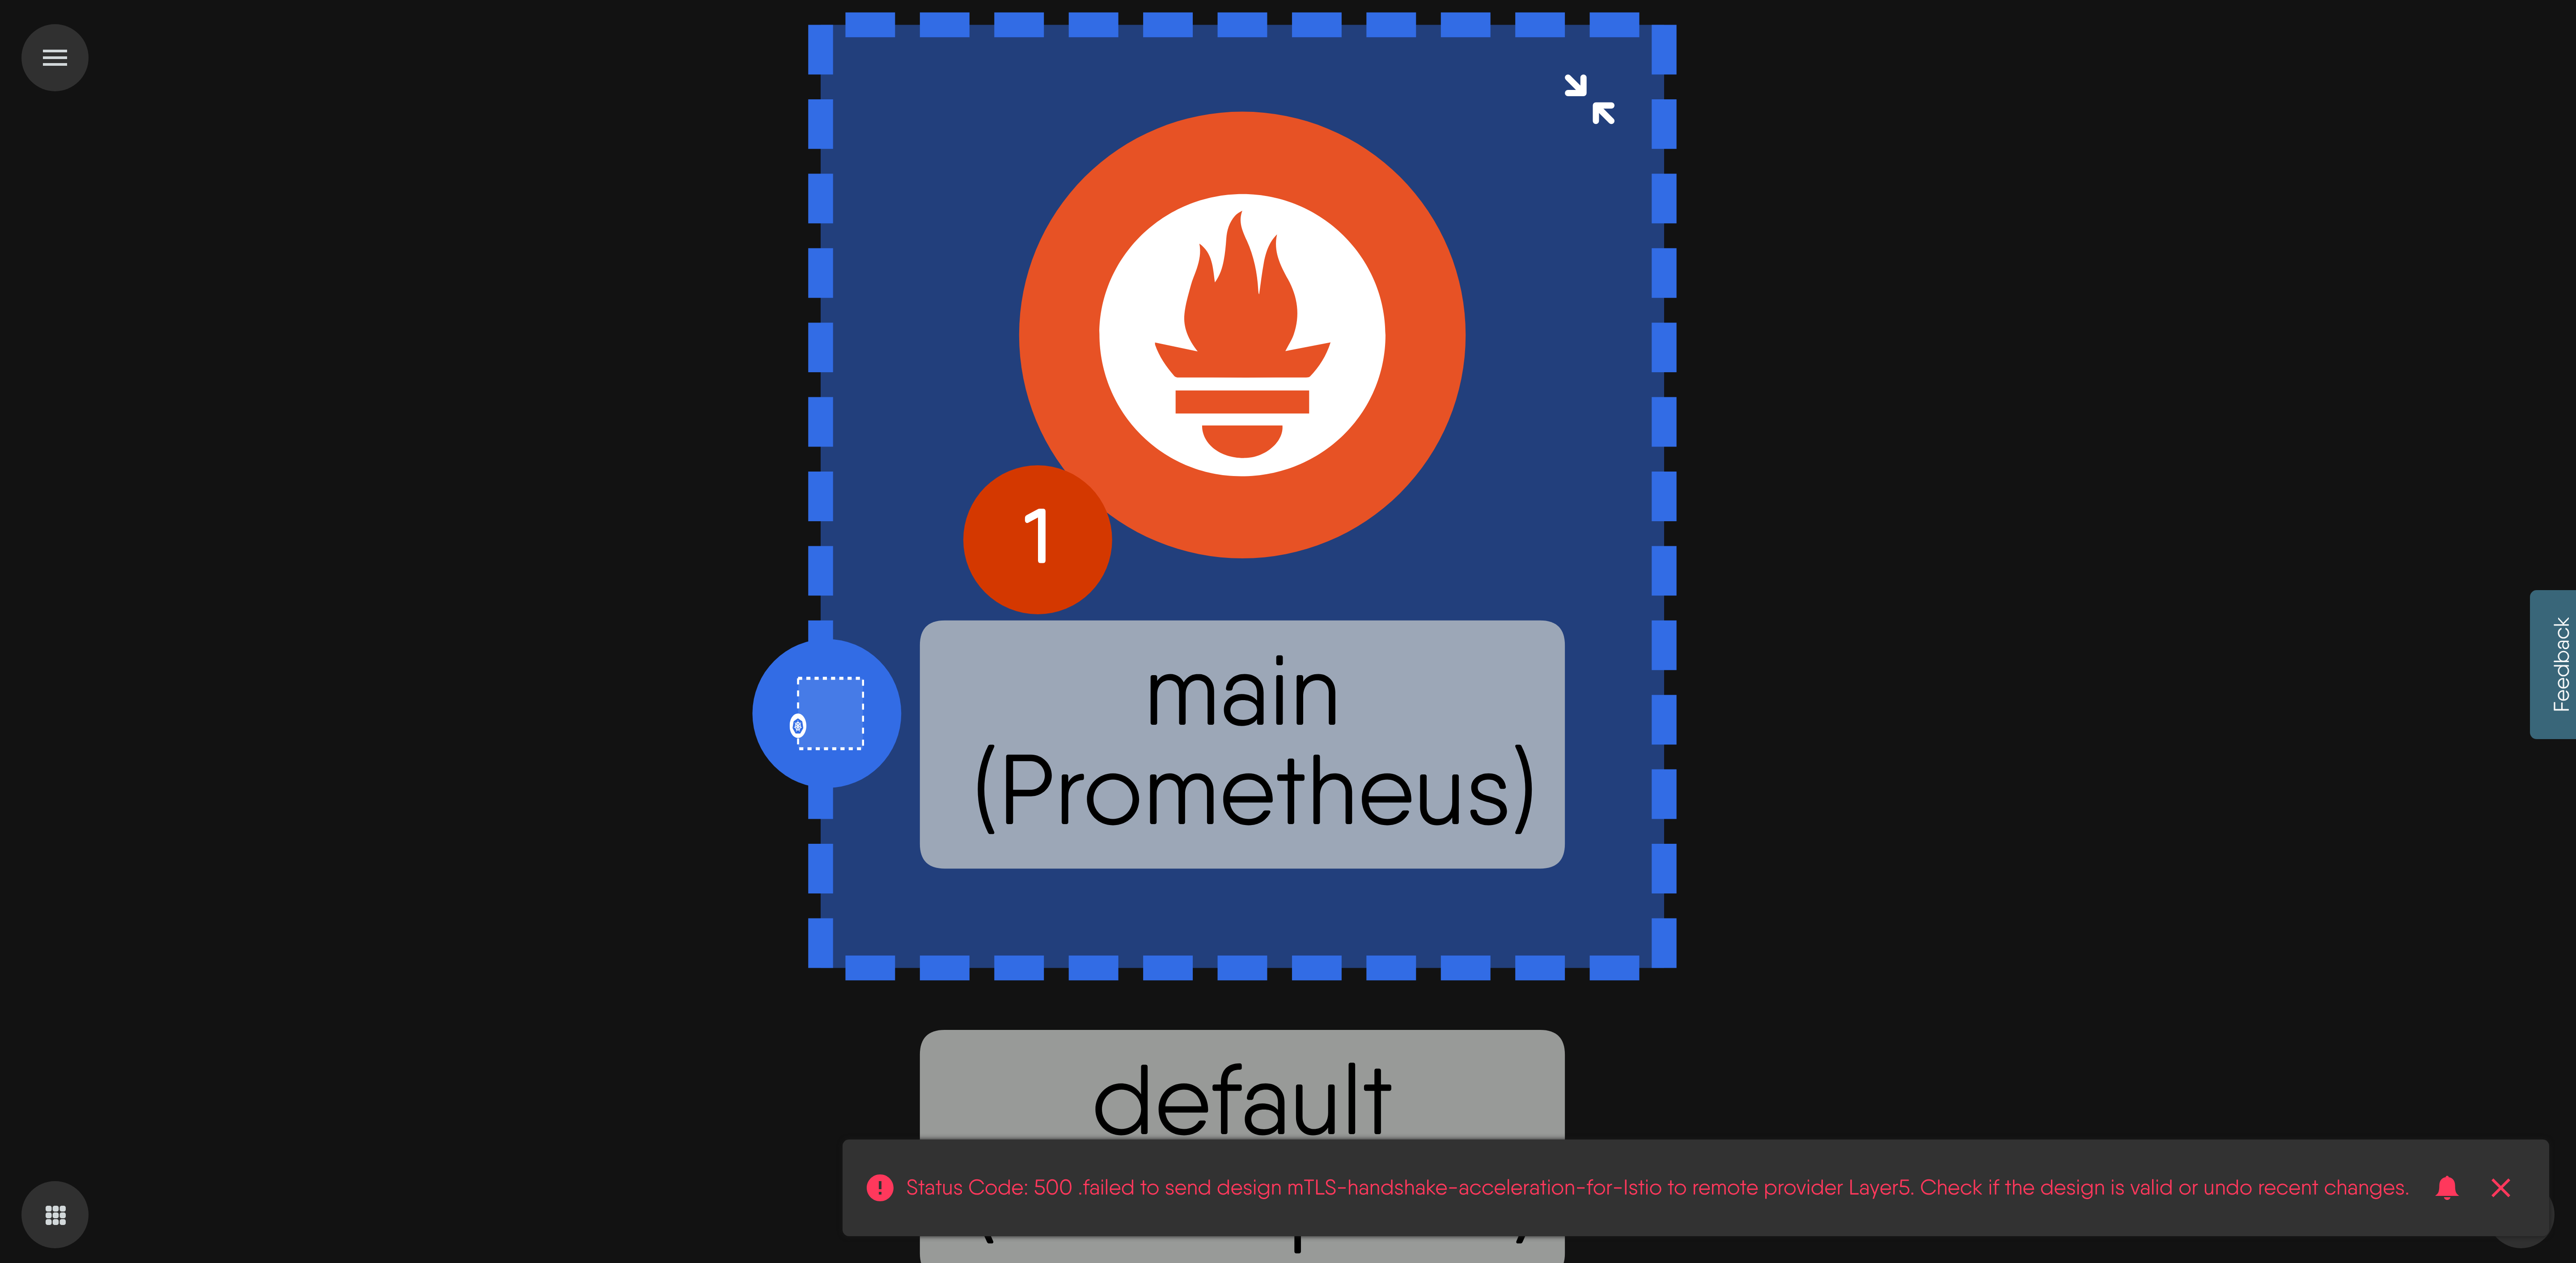 1
main
(Prometheus)
default
Status Code: 500 .failed to send design mTLS-handshake-acceleration-for-Istio to remote provider Layer5. Check if the design is valid or undo recent changes.
Feedback